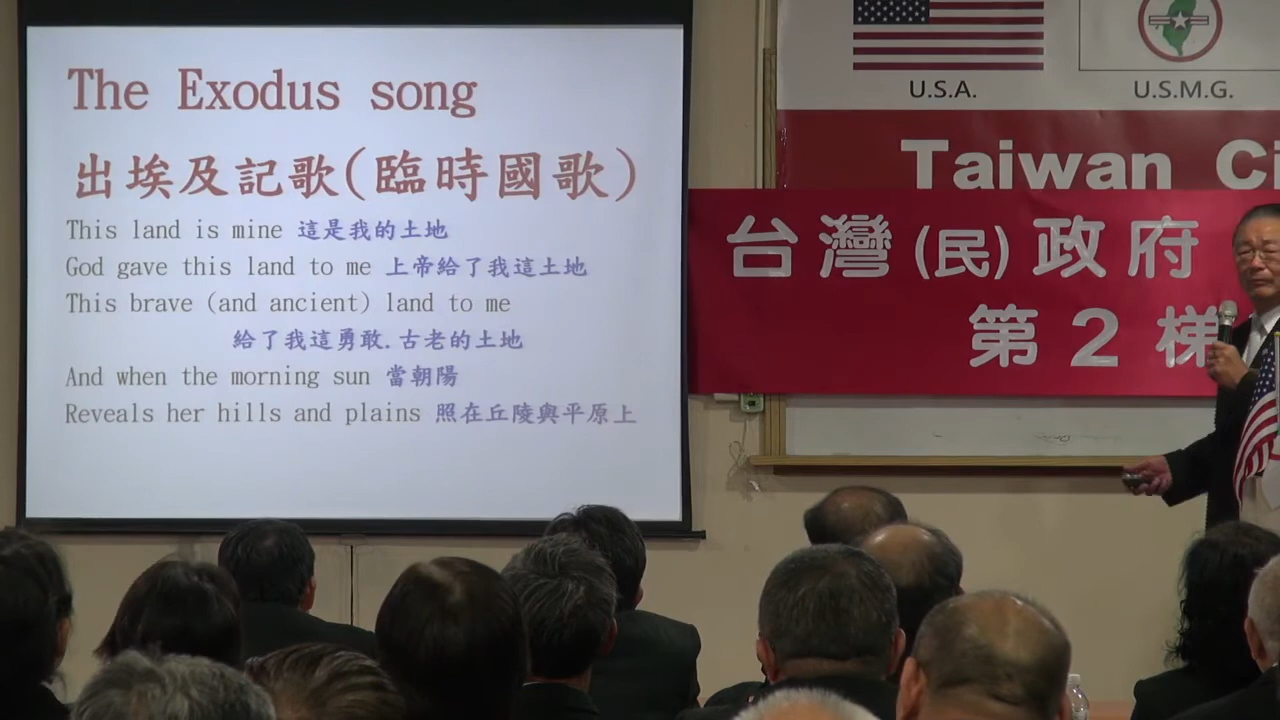 The Exodus song
出埃及記歌(臨時國歌)
This land is mine 這是我的土地
God gave this land to me 上帝給了我這土地
This brave (and ancient) land to me
給了我這勇敢.古老的土地
And when the morning sun 當朝陽
Reveals her hills and plains 照在丘陵與平原上
U.S.A.
U.S.M.G.
Taiwan Ci
台灣(民)政府
第2梯